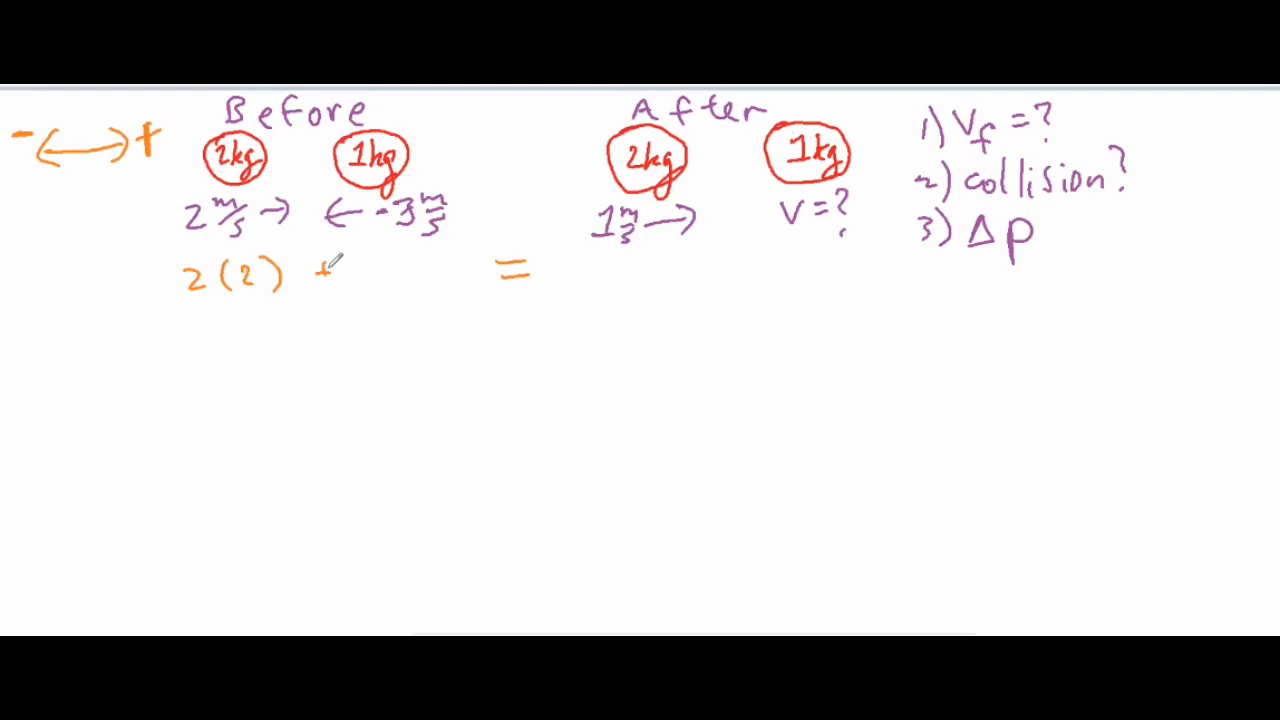 Before After
- + 2kg 1kg 2kg 1kg 1) Vf = ?
2 m/s → ← -3 m/s 1 m/s → V = ? 2) collision?
3) Δp
2(2) + =